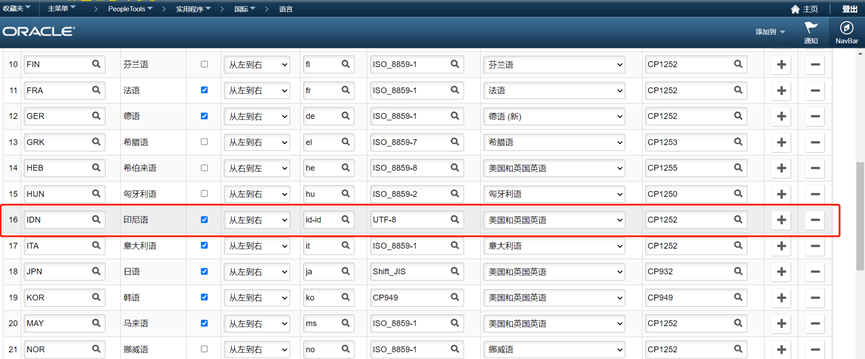 收藏夹 主菜单 PeopleTools 实用程序 国际 语言 主页 登出
ORACLE 添加到 通知 NavBar
10 FIN 芬兰语 从左到右 fi ISO_8859-1 芬兰语 CP1252
11 FRA 法语 从左到右 fr ISO_8859-1 法语 CP1252
12 GER 德语 从左到右 de ISO_8859-1 德语 (新) CP1252
13 GRK 希腊语 从左到右 el ISO_8859-7 希腊语 CP1253
14 HEB 希伯来语 从右到左 he ISO_8859-8 美国和英国英语 CP1255
15 HUN 匈牙利语 从左到右 hu ISO_8859-2 匈牙利语 CP1250
16 IDN 印尼语 从左到右 id-id UTF-8 美国和英国英语 CP1252
17 ITA 意大利语 从左到右 it ISO_8859-1 意大利语 CP1252
18 JPN 日语 从左到右 ja Shift_JIS 美国和英国英语 CP932
19 KOR 韩语 从左到右 ko CP949 美国和英国英语 CP949
20 MAY 马来语 从左到右 ms ISO_8859-1 美国和英国英语 CP1252
21 NOR 挪威语 从左到右 no ISO_8859-1 挪威语 CP1252